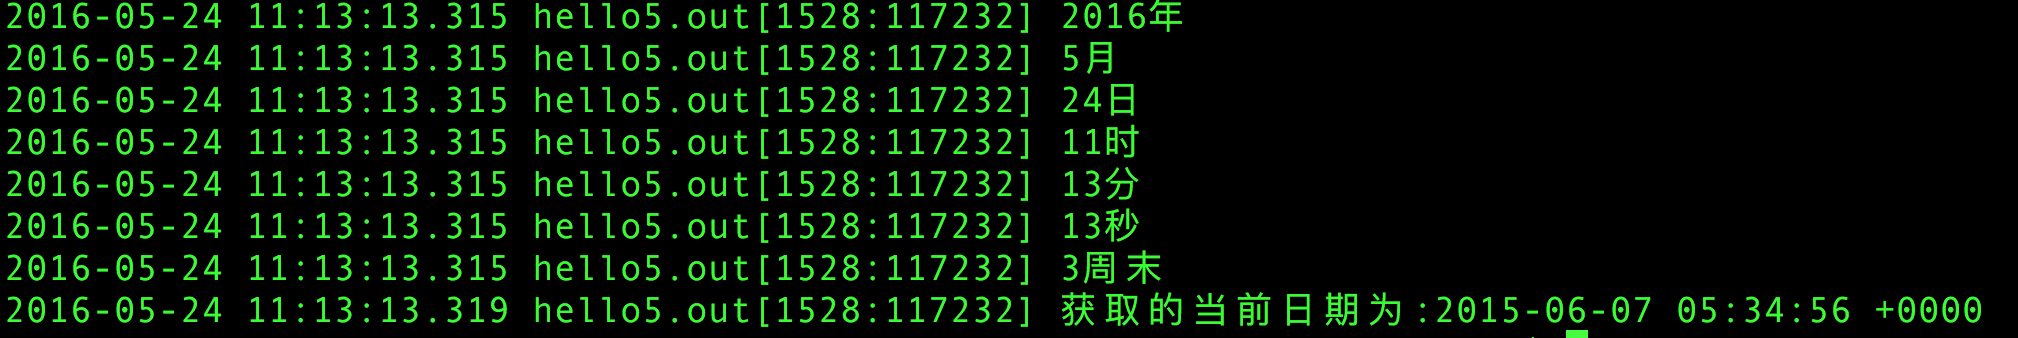 2016-05-24 11:13:13.315 hello5.out[1528:117232] 2016年
2016-05-24 11:13:13.315 hello5.out[1528:117232] 5月
2016-05-24 11:13:13.315 hello5.out[1528:117232] 24日
2016-05-24 11:13:13.315 hello5.out[1528:117232] 11时
2016-05-24 11:13:13.315 hello5.out[1528:117232] 13分
2016-05-24 11:13:13.315 hello5.out[1528:117232] 13秒
2016-05-24 11:13:13.315 hello5.out[1528:117232] 3周末
2016-05-24 11:13:13.319 hello5.out[1528:117232] 获取的当前日期为:2015-06-07 05:34:56 +0000